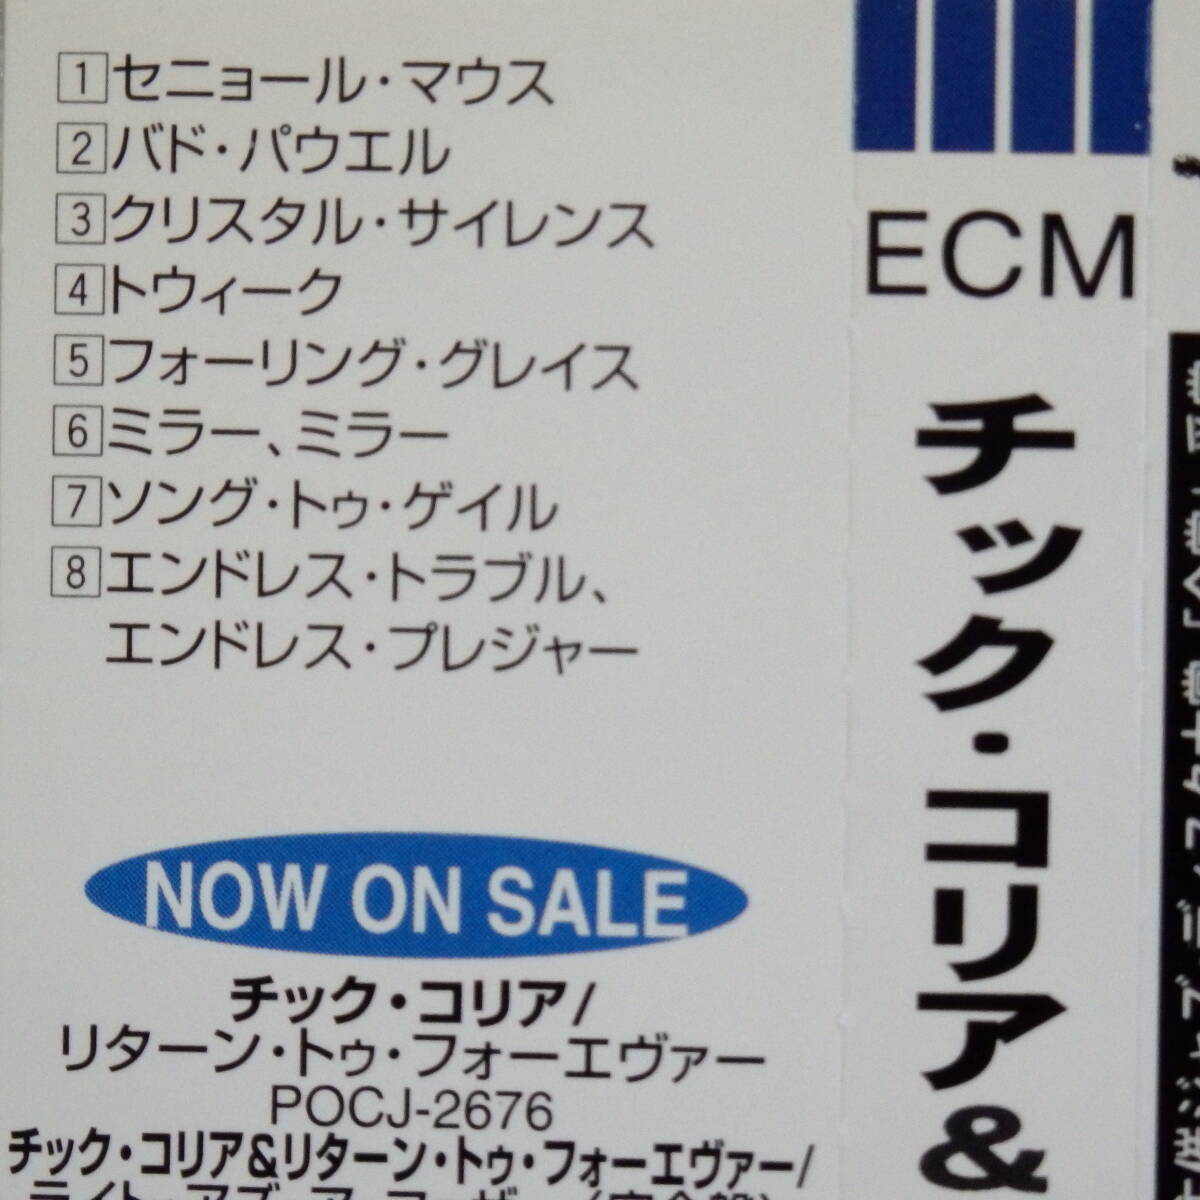 1 セニョール・マウス
2 バド・パウエル
3 クリスタル・サイレンス
4 トウィーク
5 フォーリング・グレイス
6 ミラー、ミラー
7 ソング・トゥ・ゲイル
8 エンドレス・トラブル、
エンドレス・プレジャー
NOW ON SALE
チック・コリア/
リターン・トゥ・フォーエヴァー
POCJ-2676
チック・コリア&リターン・トゥ・フォーエヴァー/
ECM
チック・コリア&